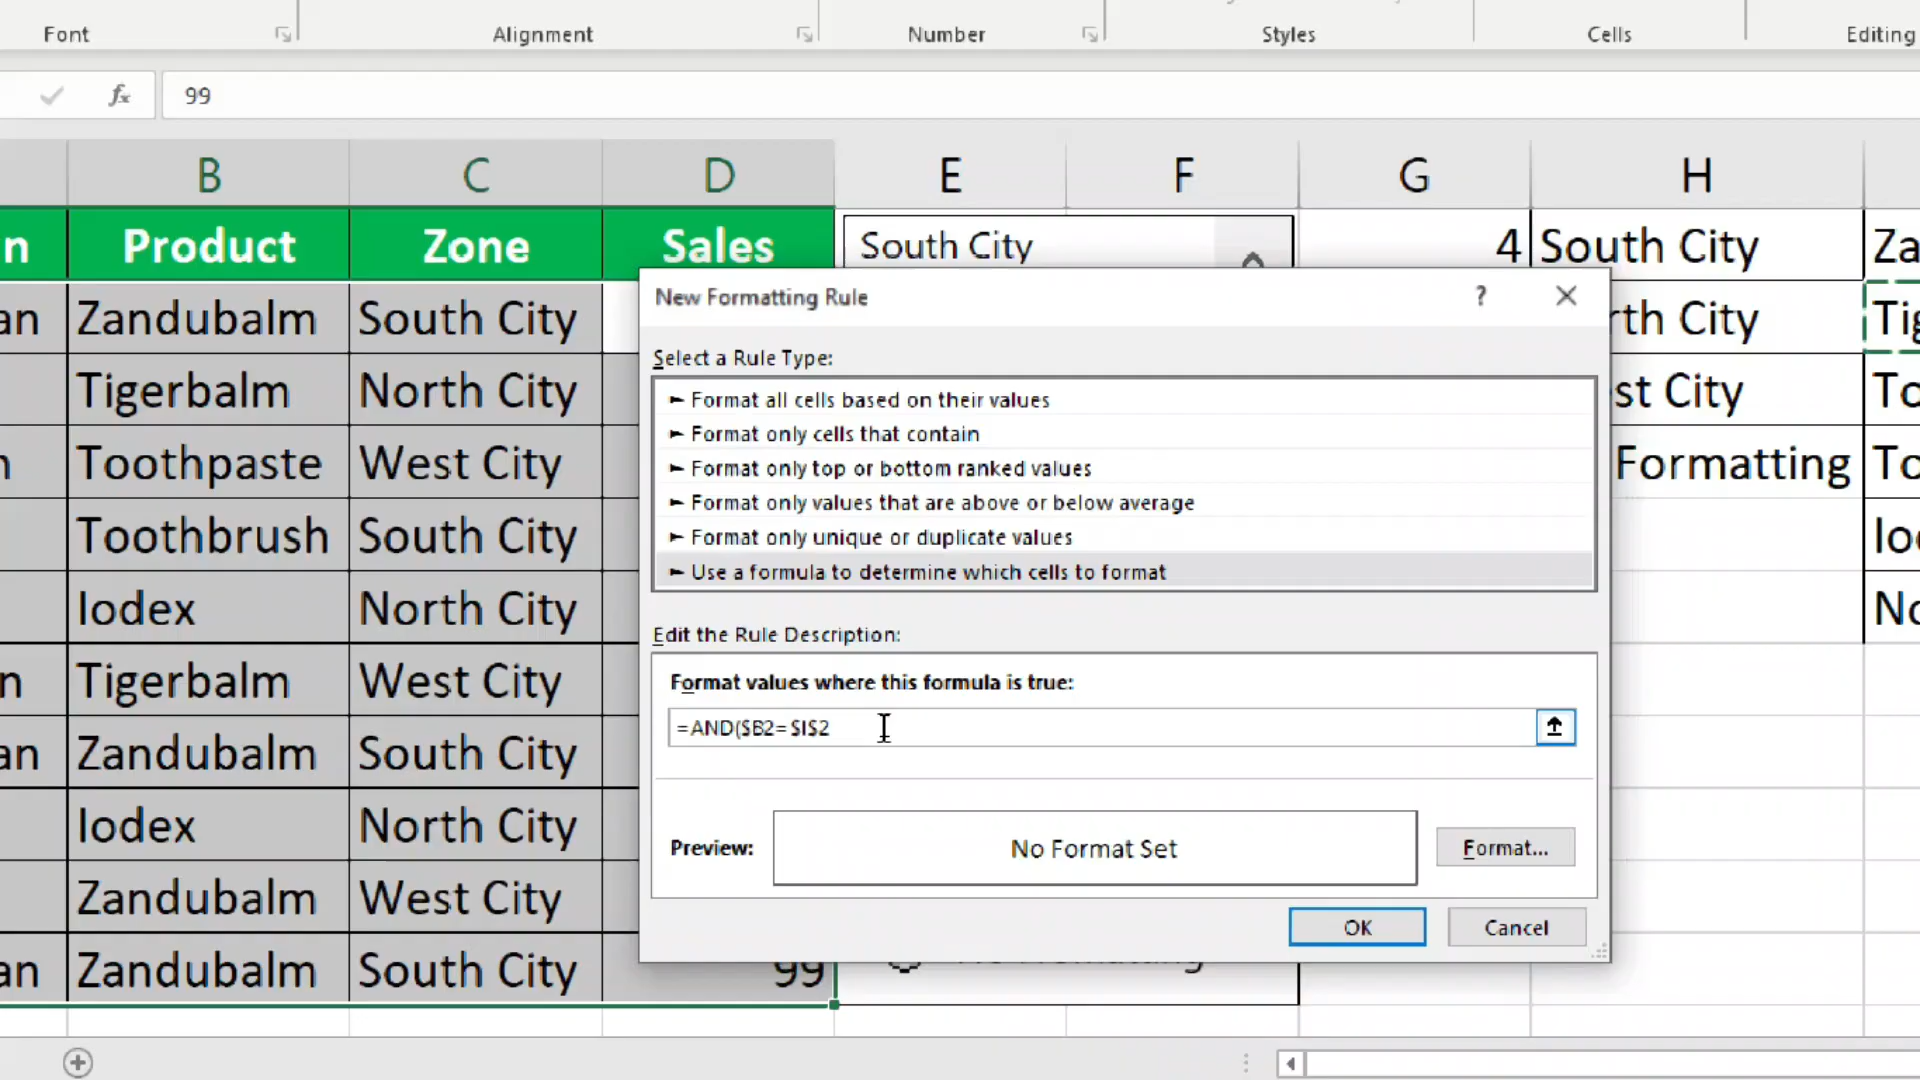 Font Alignment Number Styles Cells Editing
fx 99
B C D E F G H
n Product Zone Sales South City 4 South City Za
an Zandubalm South City rth City Tig
Tigerbalm North City st City To
n Toothpaste West City Formatting To
Toothbrush South City Io
Iodex North City No
n Tigerbalm West City
an Zandubalm South City
Iodex North City
Zandubalm West City
an Zandubalm South City 99
New Formatting Rule ? ×
Select a Rule Type:
► Format all cells based on their values
► Format only cells that contain
► Format only top or bottom ranked values
► Format only values that are above or below average
► Format only unique or duplicate values
► Use a formula to determine which cells to format
Edit the Rule Description:
Format values where this formula is true:
=AND($B2=$I$2
Preview: No Format Set Format...
OK Cancel